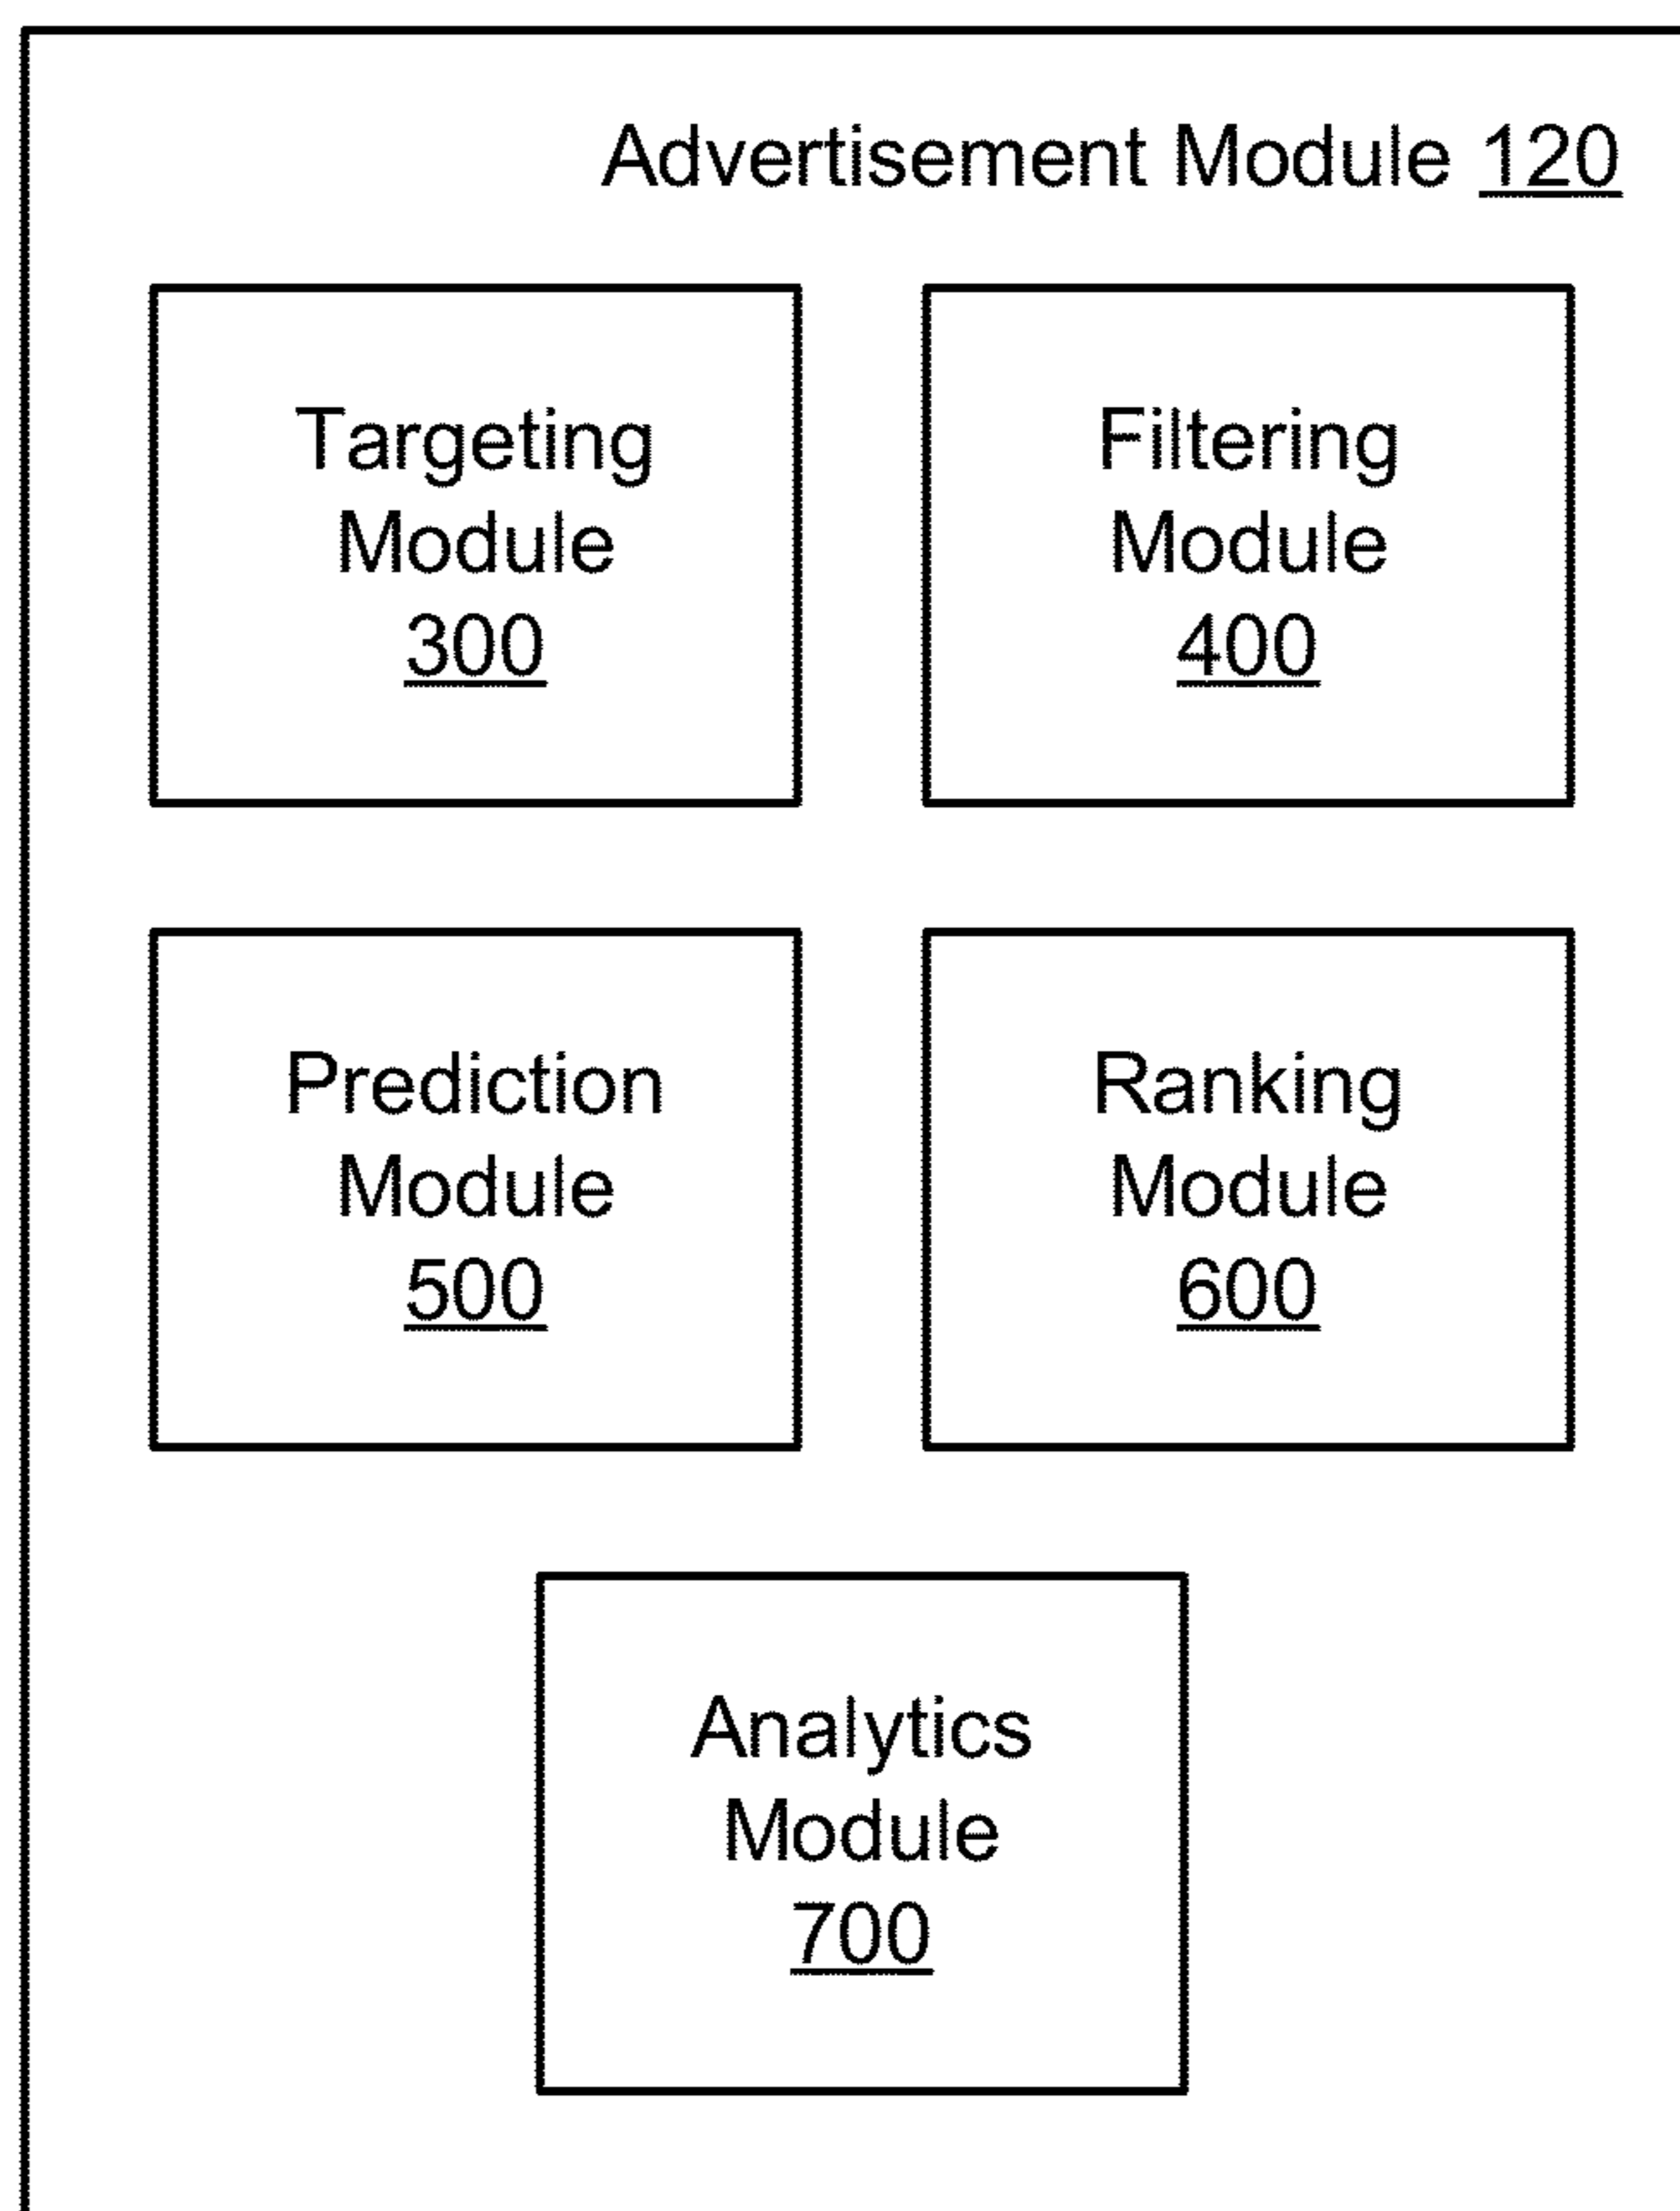 Advertisement Module 120
Targeting
Module
300
Filtering
Module
400
Prediction
Module
500
Ranking
Module
600
Analytics
Module
700